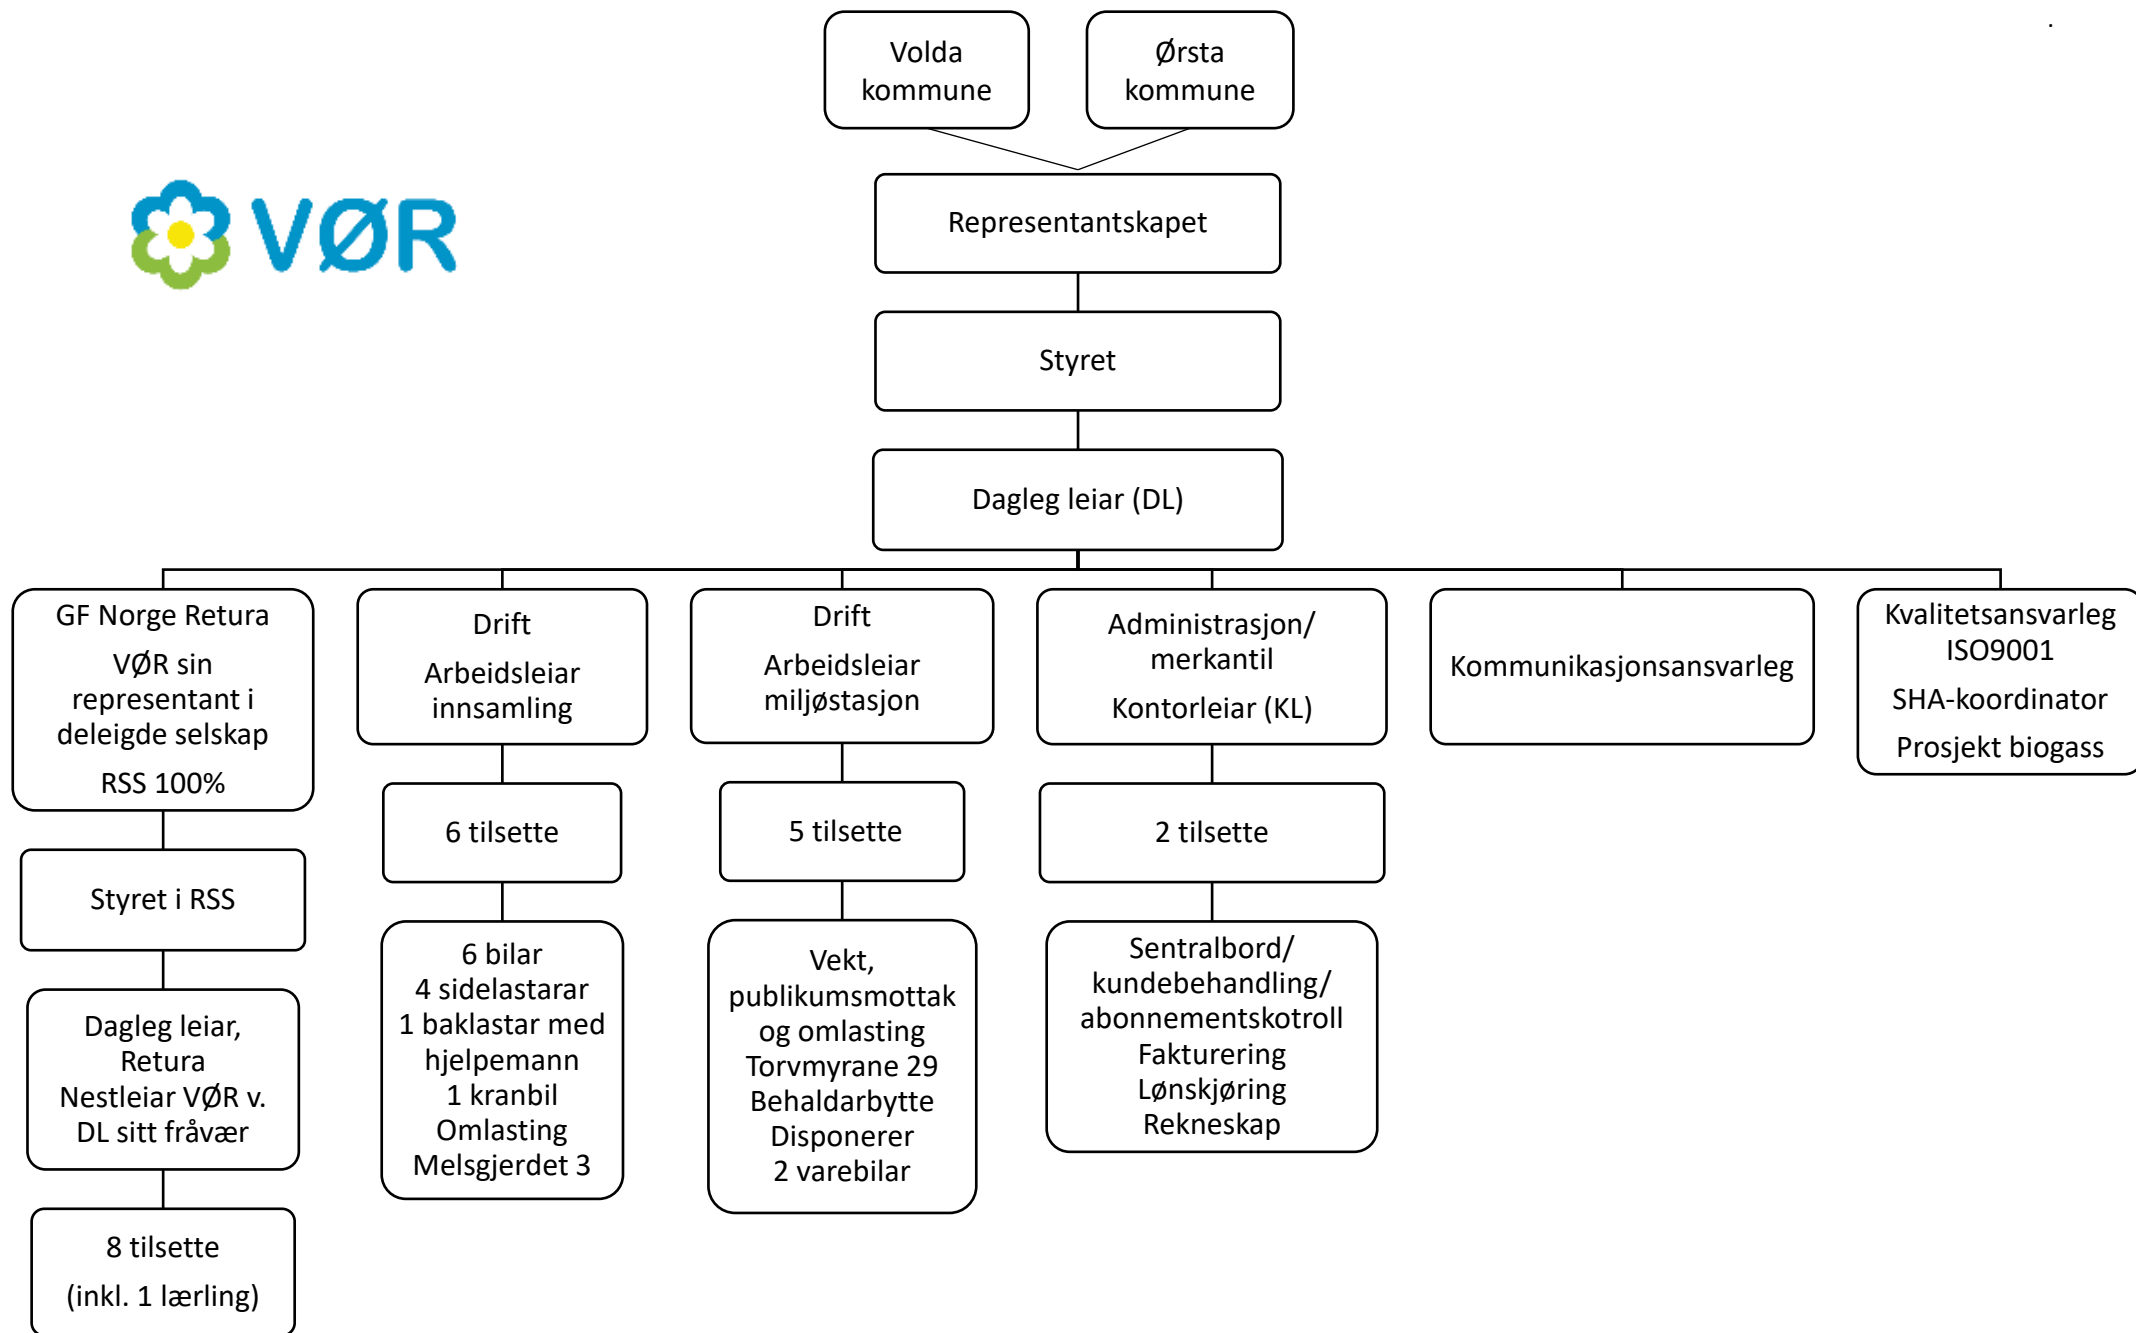 Volda
kommune
Ørsta
kommune
VØR
Representantskapet
Styret
Dagleg leiar (DL)
GF Norge Retura
VØR sin
representant i
deleigde selskap
RSS 100%
Styret i RSS
Dagleg leiar,
Retura
Nestleiar VØR v.
DL sitt fråvær
8 tilsette
(inkl. 1 lærling)
Drift
Arbeidsleiar
innsamling
6 tilsette
6 bilar
4 sidelastarar
1 baklastar med
hjelpemann
1 kranbil
Omlasting
Melsgjerdet 3
Drift
Arbeidsleiar
miljøstasjon
5 tilsette
Vekt,
publikumsmottak
og omlasting
Torvmyrane 29
Behaldarbytte
Disponerer
2 varebilar
Administrasjon/
merkantil
Kontorleiar (KL)
2 tilsette
Sentralbord/
kundebehandling/
abonnementskotroll
Fakturering
Lønskjøring
Rekneskap
Kommunikasjonsansvarleg
Kvalitetsansvarleg
ISO9001
SHA-koordinator
Prosjekt biogass